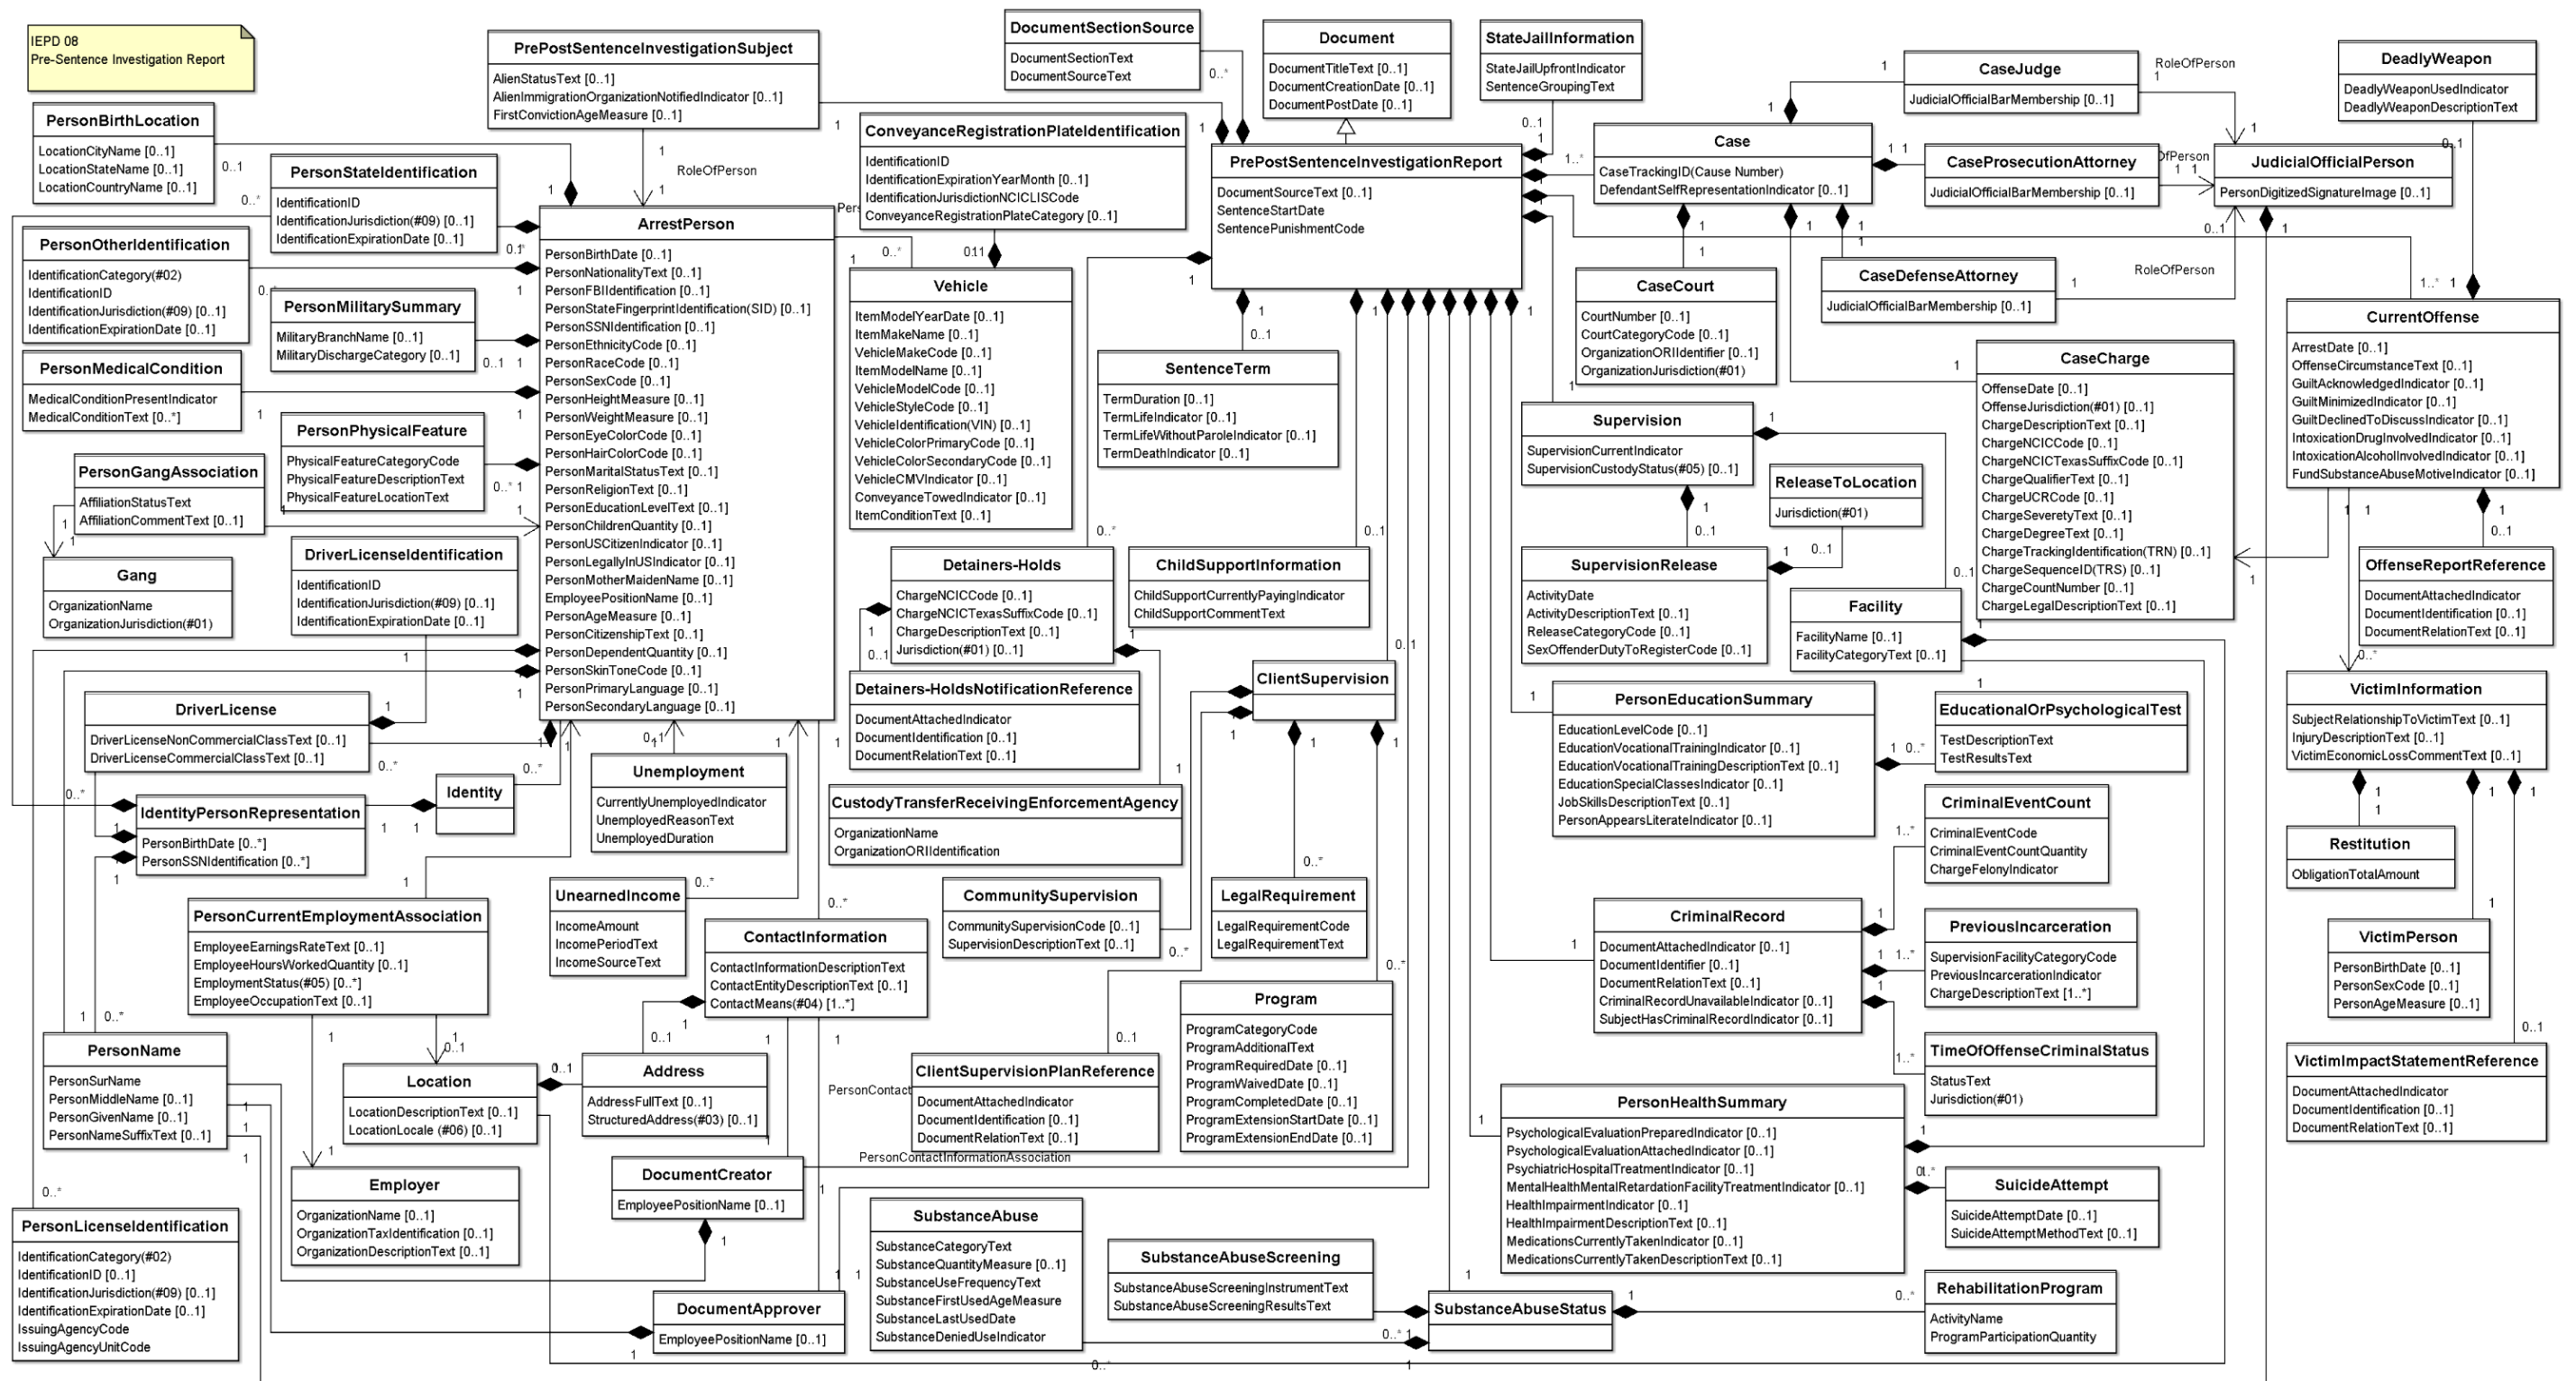 IEPD 08
Pre-Sentence Investigation Report
PrePostSentenceInvestigationSubject
AlienStatusText [0..1]
AlienImmigrationOrganizationNotifiedIndicator [0..1]
FirstConvictionAgeMeasure [0..1]
DocumentSectionSource
DocumentSectionText
DocumentSourceText
Document
DocumentTitleText [0..1]
DocumentCreationDate [0..1]
DocumentPostDate [0..1]
StateJailInformation
StateJailUpfrontIndicator
SentenceGroupingText
CaseJudge
JudicialOfficialBarMembership [0..1]
RoleOfPerson
DeadlyWeapon
DeadlyWeaponUsedIndicator
DeadlyWeaponDescriptionText
PersonBirthLocation
LocationCityName [0..1]
LocationStateName [0..1]
LocationCountryName [0..1]
PersonStateIdentification
IdentificationID
IdentificationJurisdiction(#09) [0..1]
IdentificationExpirationDate [0..1]
RoleOfPerson
ConveyanceRegistrationPlateIdentification
IdentificationID
IdentificationExpirationYearMonth [0..1]
IdentificationJurisdictionNCICLISCode
ConveyanceRegistrationPlateCategory [0..1]
PrePostSentenceInvestigationReport
DocumentSourceText [0..1]
SentenceStartDate
SentencePunishmentCode
Case
CaseTrackingID(Cause Number)
DefendantSelfRepresentationIndicator [0..1]
CaseProsecutionAttorney
JudicialOfficialBarMembership [0..1]
OfPerson
JudicialOfficialPerson
PersonDigitizedSignatureImage [0..1]
PersonOtherIdentification
IdentificationCategory(#02)
IdentificationID
IdentificationJurisdiction(#09) [0..1]
IdentificationExpirationDate [0..1]
PersonMilitarySummary
MilitaryBranchName [0..1]
MilitaryDischargeCategory [0..1]
PersonMedicalCondition
MedicalConditionPresentIndicator
MedicalConditionText [0..*]
PersonPhysicalFeature
PhysicalFeatureCategoryCode
PhysicalFeatureDescriptionText
PhysicalFeatureLocationText
PersonGangAssociation
AffiliationStatusText
AffiliationCommentText [0..1]
Gang
OrganizationName
OrganizationJurisdiction(#01)
DriverLicenseIdentification
IdentificationID
IdentificationJurisdiction(#09) [0..1]
IdentificationExpirationDate [0..1]
ArrestPerson
PersonBirthDate [0..1]
PersonNationalityText [0..1]
PersonFBIIdentification [0..1]
PersonStateFingerprintIdentification(SID) [0..1]
PersonSSNIdentification [0..1]
PersonEthnicityCode [0..1]
PersonRaceCode [0..1]
PersonSexCode [0..1]
PersonHeightMeasure [0..1]
PersonWeightMeasure [0..1]
PersonEyeColorCode [0..1]
PersonHairColorCode [0..1]
PersonMaritalStatusText [0..1]
PersonReligionText [0..1]
PersonEducationLevelText [0..1]
PersonChildrenQuantity [0..1]
PersonUSCitizenIndicator [0..1]
PersonLegallyInUSIndicator [0..1]
PersonMotherMaidenName [0..1]
EmployeePositionName [0..1]
PersonAgeMeasure [0..1]
PersonCitizenshipText [0..1]
PersonDependentQuantity [0..1]
PersonSkinToneCode [0..1]
PersonPrimaryLanguage [0..1]
PersonSecondaryLanguage [0..1]
Vehicle
ItemModelYearDate [0..1]
ItemMakeName [0..1]
VehicleMakeCode [0..1]
ItemModelName [0..1]
VehicleModelCode [0..1]
VehicleStyleCode [0..1]
VehicleIdentification(VIN) [0..1]
VehicleColorPrimaryCode [0..1]
VehicleColorSecondaryCode [0..1]
VehicleCMVIndicator [0..1]
ConveyanceTowedIndicator [0..1]
ItemConditionText [0..1]
SentenceTerm
TermDuration [0..1]
TermLifeIndicator [0..1]
TermLifeWithoutParoleIndicator [0..1]
TermDeathIndicator [0..1]
CaseCourt
CourtNumber [0..1]
CourtCategoryCode [0..1]
OrganizationORIIdentifier [0..1]
OrganizationJurisdiction(#01)
CaseDefenseAttorney
JudicialOfficialBarMembership [0..1]
RoleOfPerson
CaseCharge
OffenseDate [0..1]
OffenseJurisdiction(#01) [0..1]
ChargeDescriptionText [0..1]
ChargeNCICCode [0..1]
ChargeNCICTexasSuffixCode [0..1]
ChargeQualifierText [0..1]
ChargeUCRCode [0..1]
ChargeSeveretyText [0..1]
ChargeDegreeText [0..1]
ChargeTrackingIdentification(TRN) [0..1]
ChargeSequenceID(TRS) [0..1]
ChargeCountNumber [0..1]
ChargeLegalDescriptionText [0..1]
CurrentOffense
ArrestDate [0..1]
OffenseCircumstanceText [0..1]
GuiltAcknowledgedIndicator [0..1]
GuiltMinimizedIndicator [0..1]
GuiltDeclinedToDiscussIndicator [0..1]
IntoxicationDrugInvolvedIndicator [0..1]
IntoxicationAlcoholInvolvedIndicator [0..1]
FundSubstanceAbuseMotiveIndicator [0..1]
Supervision
SupervisionCurrentIndicator
SupervisionCustodyStatus(#05) [0..1]
ReleaseToLocation
Jurisdiction(#01)
SupervisionRelease
ActivityDate
ActivityDescriptionText [0..1]
ReleaseCategoryCode [0..1]
SexOffenderDutyToRegisterCode [0..1]
Facility
FacilityName [0..1]
FacilityCategoryText [0..1]
OffenseReportReference
DocumentAttachedIndicator
DocumentIdentification [0..1]
DocumentRelationText [0..1]
Detainers-Holds
ChargeNCICCode [0..1]
ChargeNCICTexasSuffixCode [0..1]
ChargeDescriptionText [0..1]
Jurisdiction(#01) [0..1]
ChildSupportInformation
ChildSupportCurrentlyPayingIndicator
ChildSupportCommentText
Detainers-HoldsNotificationReference
DocumentAttachedIndicator
DocumentIdentification [0..1]
DocumentRelationText [0..1]
ClientSupervision
PersonEducationSummary
EducationLevelCode [0..1]
EducationVocationalTrainingIndicator [0..1]
EducationVocationalTrainingDescriptionText [0..1]
EducationSpecialClassesIndicator [0..1]
JobSkillsDescriptionText [0..1]
PersonAppearsLiterateIndicator [0..1]
EducationalOrPsychologicalTest
TestDescriptionText
TestResultsText
VictimInformation
SubjectRelationshipToVictimText [0..1]
InjuryDescriptionText [0..1]
VictimEconomicLossCommentText [0..1]
DriverLicense
DriverLicenseNonCommercialClassText [0..1]
DriverLicenseCommercialClassText [0..1]
Identity
IdentityPersonRepresentation
PersonBirthDate [0..*]
PersonSSNIdentification [0..*]
Unemployment
CurrentlyUnemployedIndicator
UnemployedReasonText
UnemployedDuration
CustodyTransferReceivingEnforcementAgency
OrganizationName
OrganizationORIIdentification
CriminalEventCount
CriminalEventCode
CriminalEventCountQuantity
ChargeFelonyIndicator
Restitution
ObligationTotalAmount
UnearnedIncome
IncomeAmount
IncomePeriodText
IncomeSourceText
PersonCurrentEmploymentAssociation
EmployeeEarningsRateText [0..1]
EmployeeHoursWorkedQuantity [0..1]
EmploymentStatus(#05) [0..*]
EmployeeOccupationText [0..1]
ContactInformation
ContactInformationDescriptionText
ContactEntityDescriptionText [0..1]
ContactMeans(#04) [1..*]
CommunitySupervision
CommunitySupervisionCode [0..1]
SupervisionDescriptionText [0..1]
LegalRequirement
LegalRequirementCode
LegalRequirementText
CriminalRecord
DocumentAttachedIndicator [0..1]
DocumentIdentifier [0..1]
DocumentRelationText [0..1]
CriminalRecordUnavailableIndicator [0..1]
SubjectHasCriminalRecordIndicator [0..1]
PreviousIncarceration
SupervisionFacilityCategoryCode
PreviousIncarcerationIndicator
ChargeDescriptionText [1..*]
VictimPerson
PersonBirthDate [0..1]
PersonSexCode [0..1]
PersonAgeMeasure [0..1]
Program
ProgramCategoryCode
ProgramAdditionalText
ProgramRequiredDate [0..1]
ProgramWaivedDate [0..1]
ProgramCompletedDate [0..1]
ProgramExtensionStartDate [0..1]
ProgramExtensionEndDate [0..1]
TimeOfOffenseCriminalStatus
StatusText
Jurisdiction(#01)
VictimImpactStatementReference
DocumentAttachedIndicator
DocumentIdentification [0..1]
DocumentRelationText [0..1]
PersonName
PersonSurName
PersonMiddleName [0..1]
PersonGivenName [0..1]
PersonNameSuffixText [0..1]
Location
LocationDescriptionText [0..1]
LocationLocale (#06) [0..1]
Address
AddressFullText [0..1]
StructuredAddress(#03) [0..1]
PersonContact
ClientSupervisionPlanReference
DocumentAttachedIndicator
DocumentIdentification [0..1]
DocumentRelationText [0..1]
PersonContactInformationAssociation
PersonHealthSummary
PsychologicalEvaluationPreparedIndicator [0..1]
PsychologicalEvaluationAttachedIndicator [0..1]
PsychiatricHospitalTreatmentIndicator [0..1]
MentalHealthMentalRetardationFacilityTreatmentIndicator [0..1]
HealthImpairmentIndicator [0..1]
HealthImpairmentDescriptionText [0..1]
MedicationsCurrentlyTakenIndicator [0..1]
MedicationsCurrentlyTakenDescriptionText [0..1]
SuicideAttempt
SuicideAttemptDate [0..1]
SuicideAttemptMethodText [0..1]
Employer
OrganizationName [0..1]
OrganizationTaxIdentification [0..1]
OrganizationDescriptionText [0..1]
DocumentCreator
EmployeePositionName [0..1]
PersonLicenseIdentification
IdentificationCategory(#02)
IdentificationID [0..1]
IdentificationJurisdiction(#09) [0..1]
IdentificationExpirationDate [0..1]
IssuingAgencyCode
IssuingAgencyUnitCode
DocumentApprover
EmployeePositionName [0..1]
SubstanceAbuse
SubstanceCategoryText
SubstanceQuantityMeasure [0..1]
SubstanceUseFrequencyText
SubstanceFirstUsedAgeMeasure
SubstanceLastUsedDate
SubstanceDeniedUseIndicator
SubstanceAbuseScreening
SubstanceAbuseScreeningInstrumentText
SubstanceAbuseScreeningResultsText
SubstanceAbuseStatus
RehabilitationProgram
ActivityName
ProgramParticipationQuantity